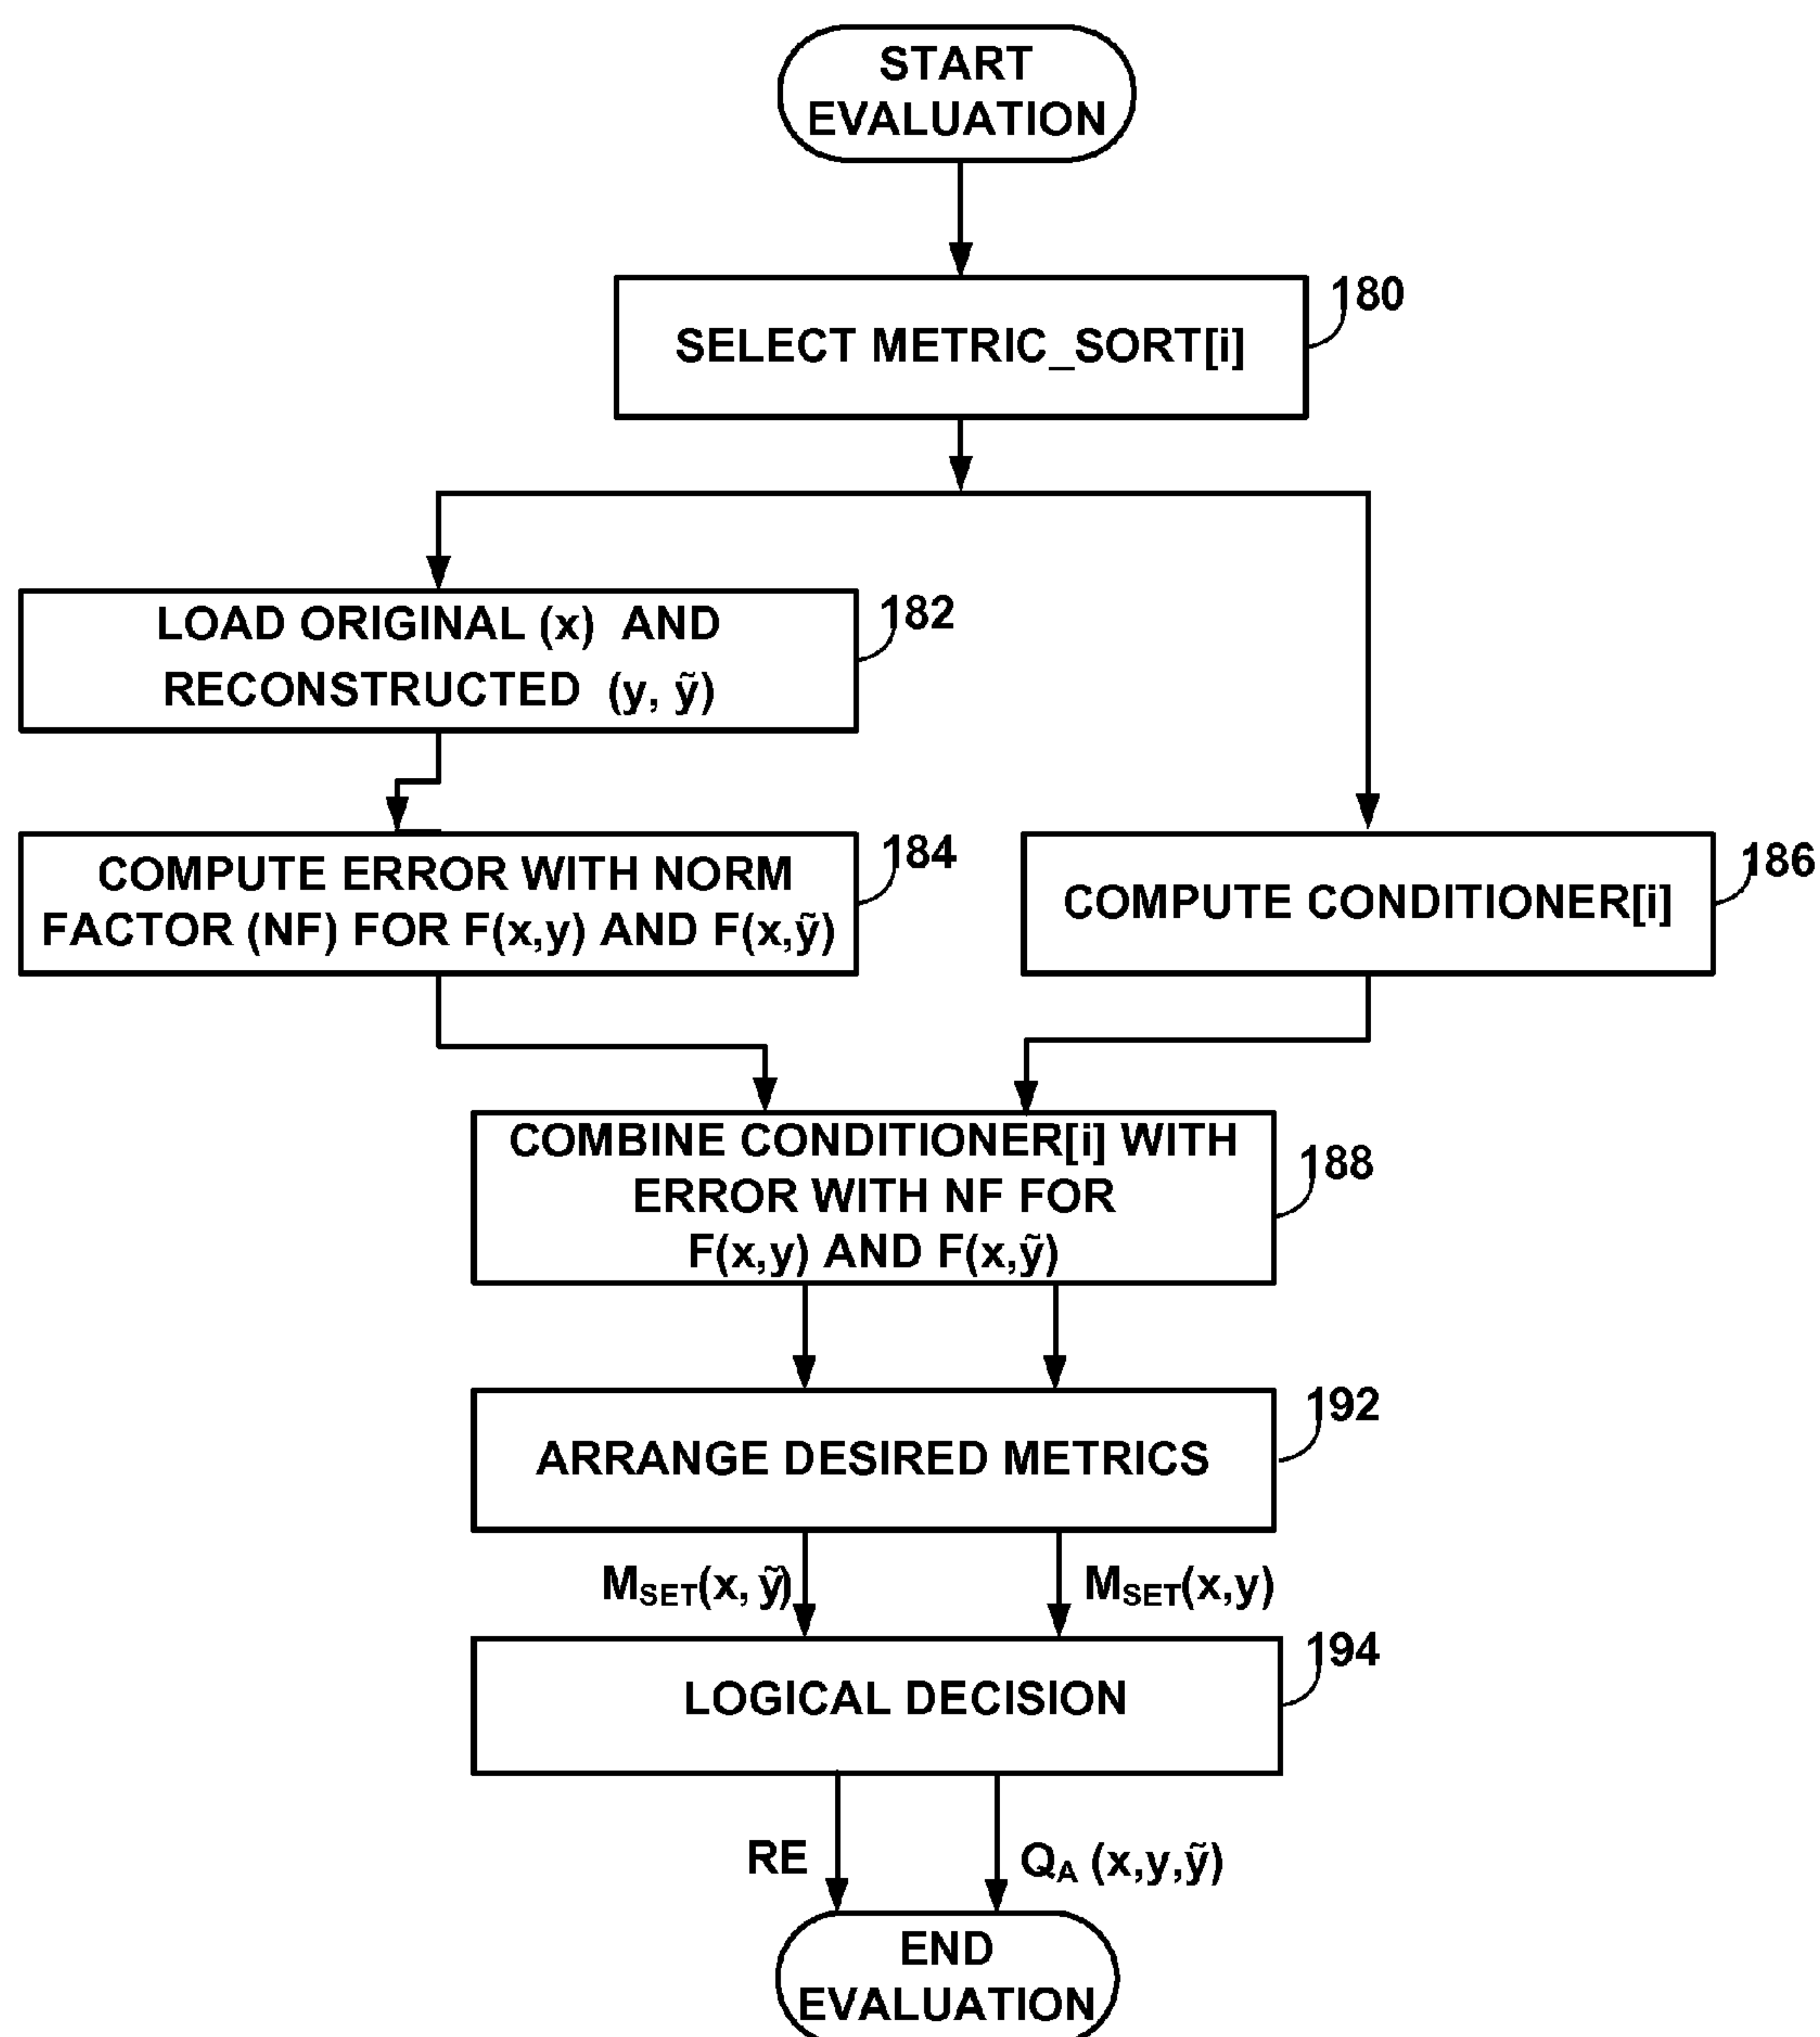 START
EVALUATION
180
SELECT METRIC_SORT[i]
182
LOAD ORIGINAL (x) AND
RECONSTRUCTED (y, ỹ)
184
COMPUTE ERROR WITH NORM
FACTOR (NF) FOR F(x,y) AND F(x,ỹ)
186
COMPUTE CONDITIONER[i]
188
COMBINE CONDITIONER[i] WITH
ERROR WITH NF FOR
F(x,y) AND F(x,ỹ)
192
ARRANGE DESIRED METRICS
MSET(x, ỹ)
MSET(x,y)
194
LOGICAL DECISION
RE
QA (x,y,ỹ)
END
EVALUATION